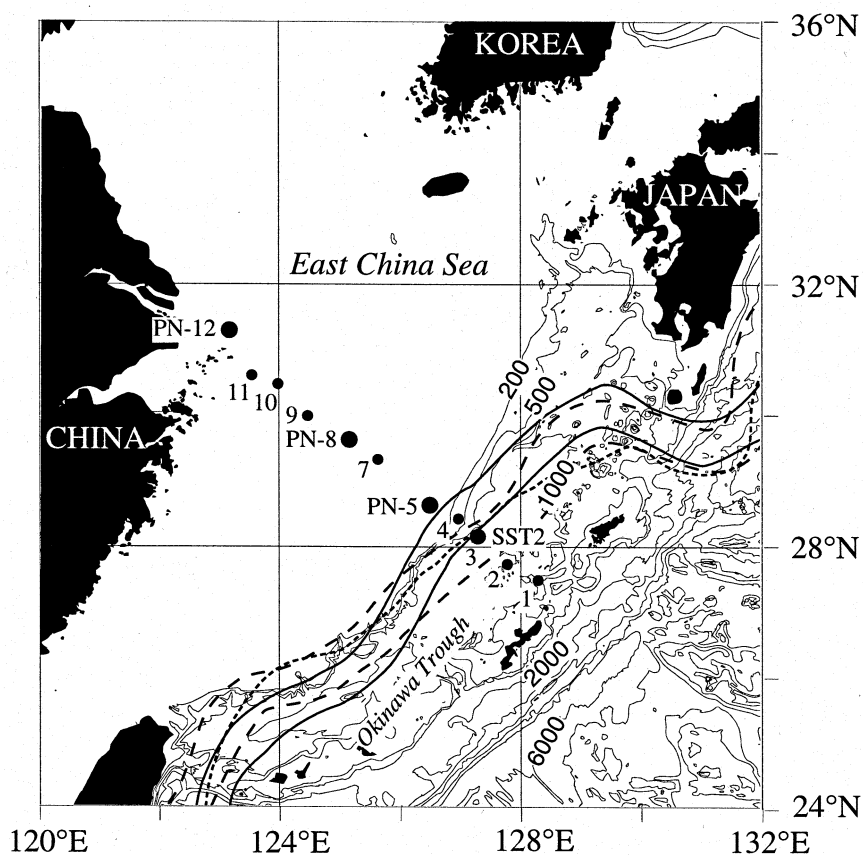 36°N
KOREA
JAPAN
East China Sea
32°N
PN-12
200
11
10
500
9
CHINA
PN-8
7
1000
PN-5
4
SST2
3
28°N
2
1
Okinawa Trough
2000
6000
24°N
120°E
124°E
128°E
132°E